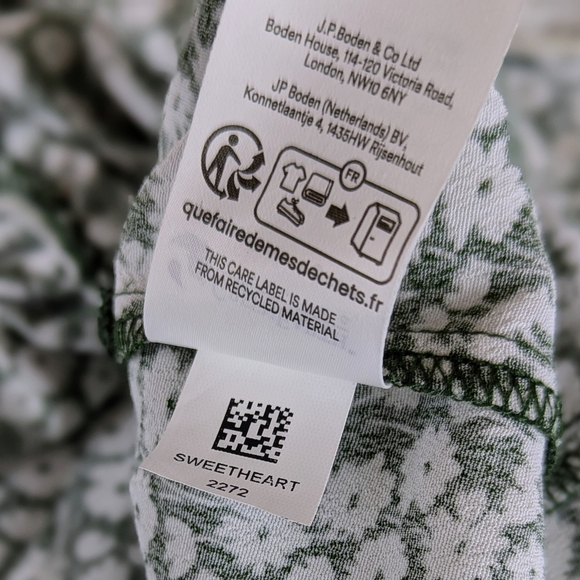 J.P.Boden & Co Ltd
Boden House, 114-120 Victoria Road,
London, NW10 6NY
JP Boden (Netherlands) BV,
Konnetlaantje 4, 1435HW Rijsenhout
FR
quefairedemesdechets.fr
THIS CARE LABEL IS MADE
FROM RECYCLED MATERIAL
SWEETHEART
2272